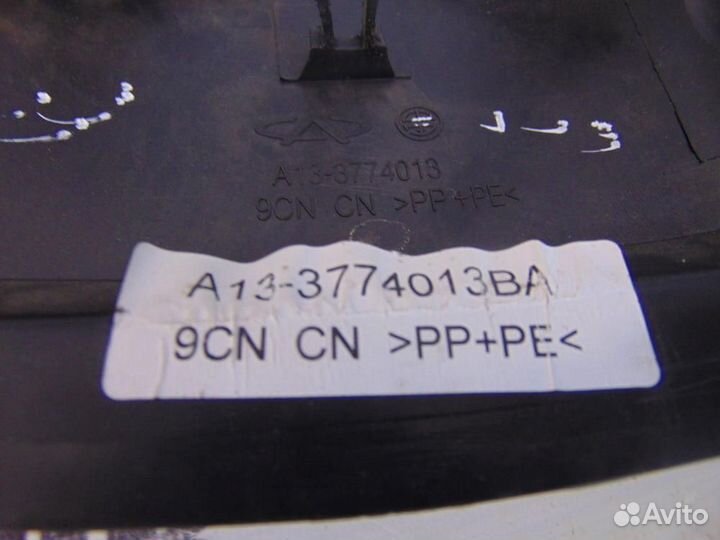 A13-3774013
9CN CN >PP+PE<
A13-3774013BA
9CN CN >PP+PE<
Avito